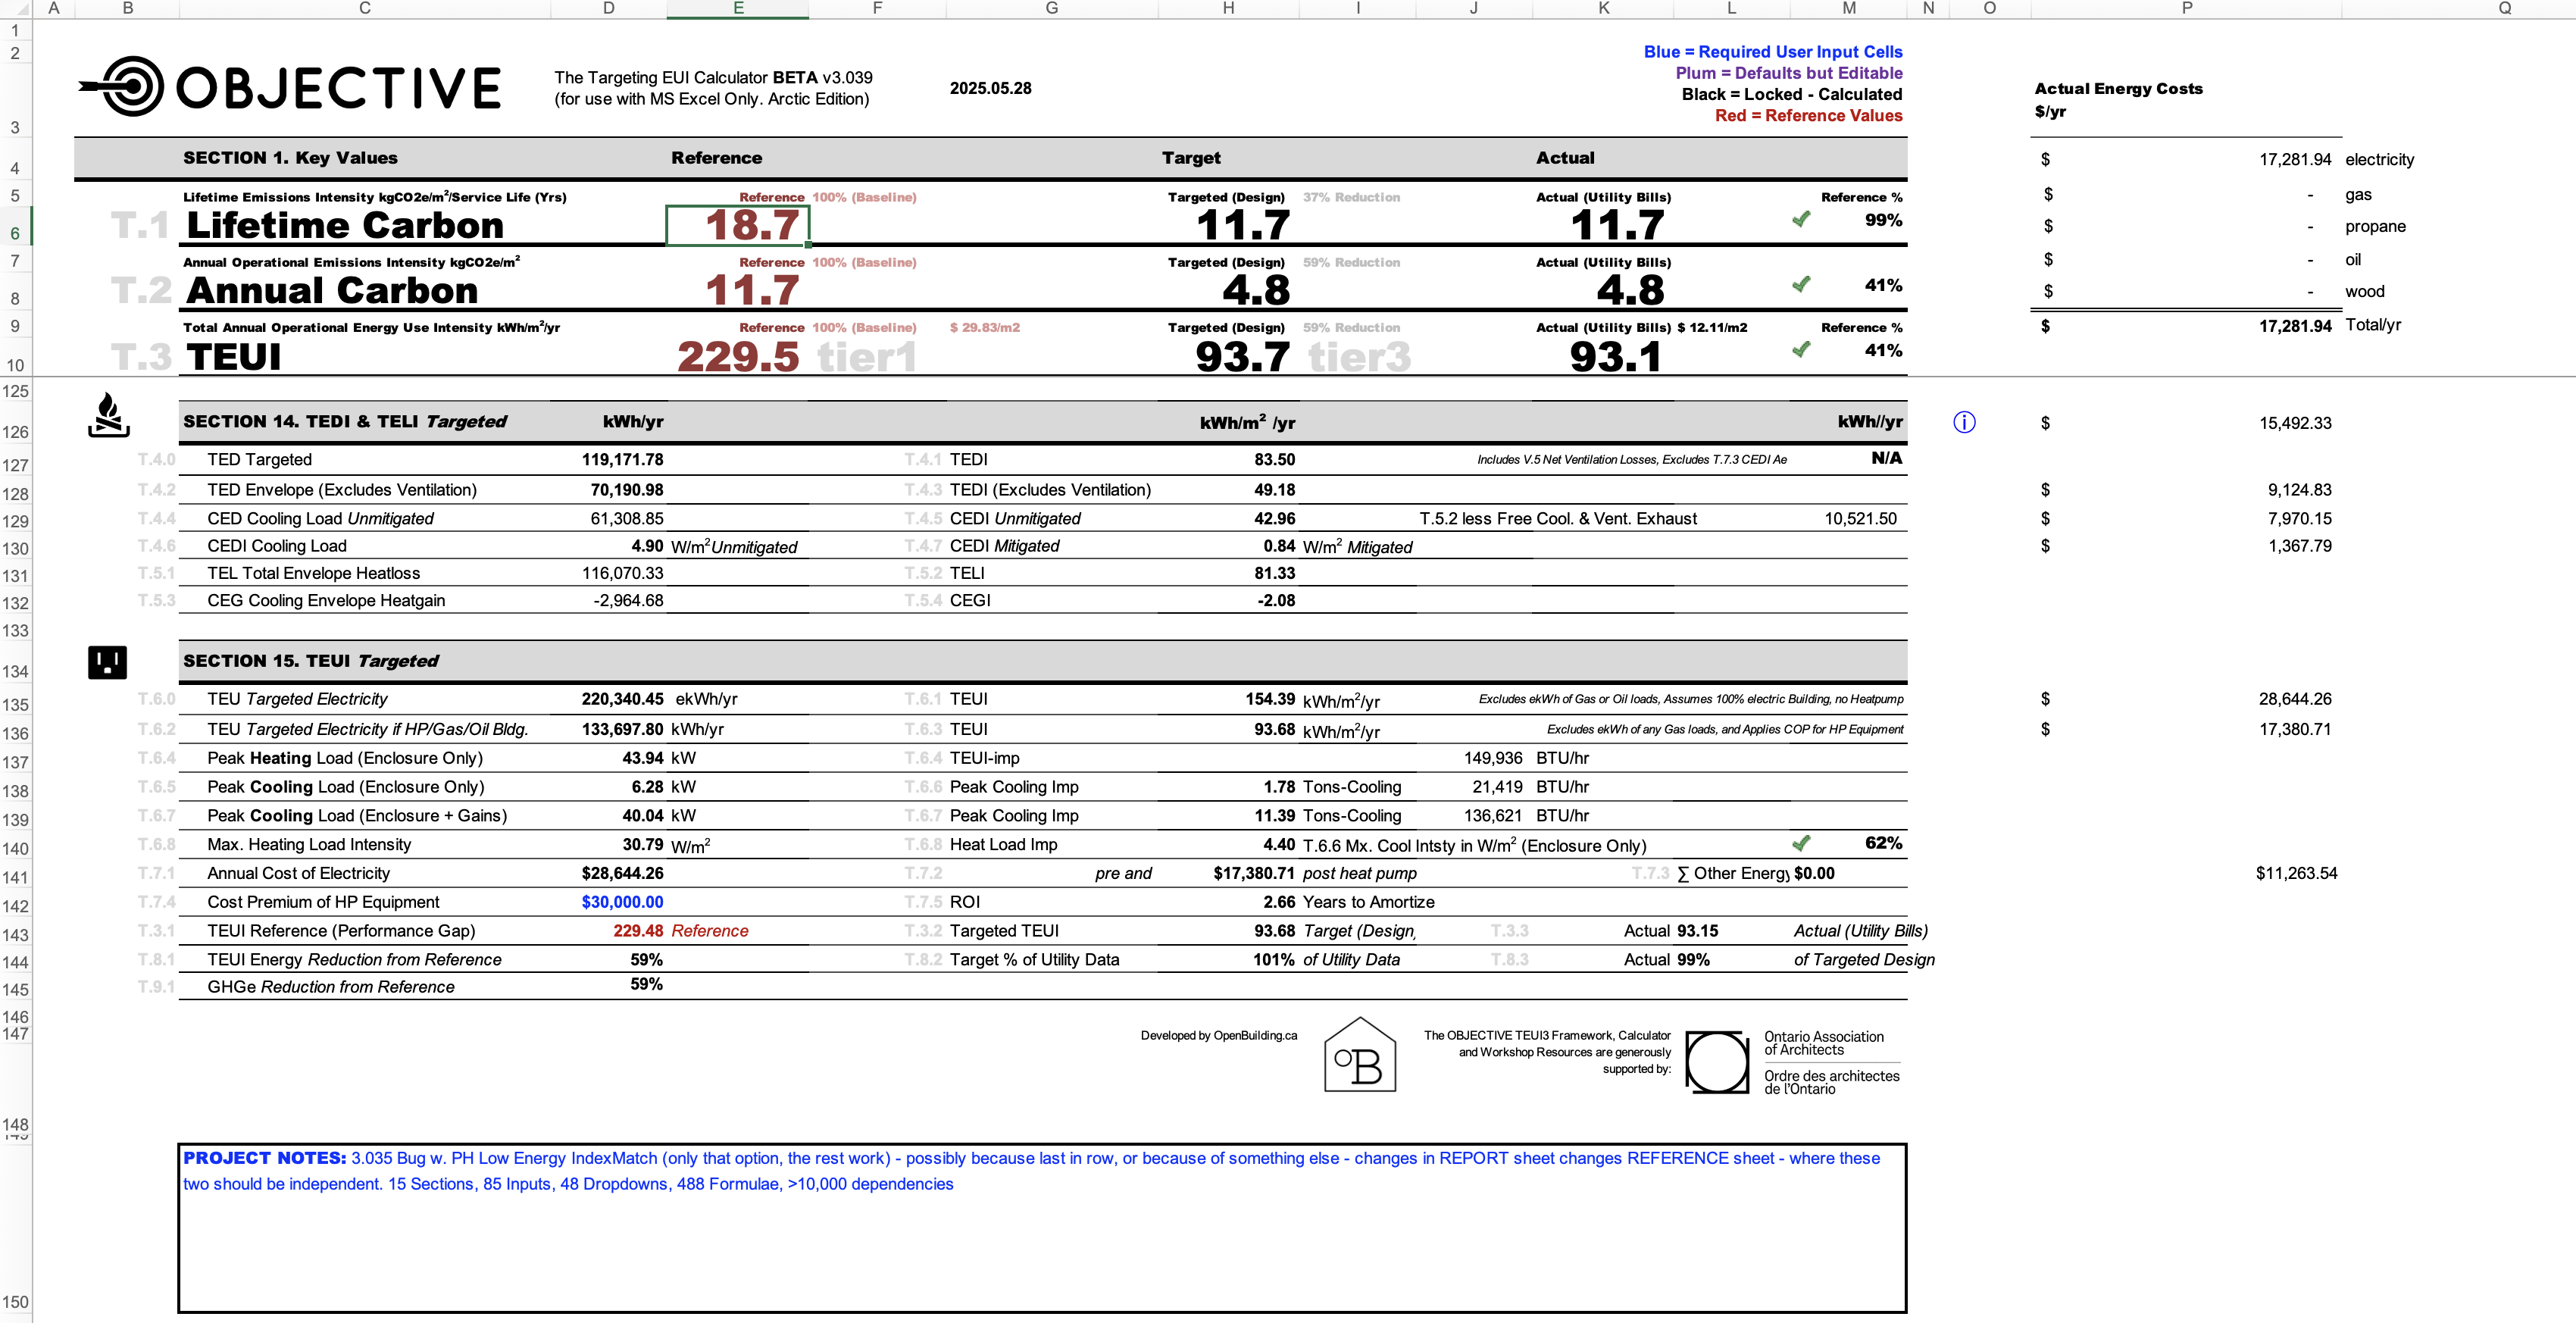 A B C D E F G H I J K L M N O P Q
1
2 Blue = Required User Input Cells
OBJECTIVE The Targeting EUI Calculator BETA v3.039 2025.05.28 Plum = Defaults but Editable Actual Energy Costs
(for use with MS Excel Only. Arctic Edition) Black = Locked - Calculated
3 Red = Reference Values $/yr
4 SECTION 1. Key Values Reference Target Actual $ 17,281.94 electricity
5 Lifetime Emissions Intensity kgCO2e/m²/Service Life (Yrs) Reference 100% (Baseline) Targeted (Design) 37% Reduction Actual (Utility Bills) Reference % $ - gas
6 T.1 Lifetime Carbon 18.7 11.7 11.7 99% $ - propane
7 Annual Operational Emissions Intensity kgCO2e/m² Reference 100% (Baseline) Targeted (Design) 59% Reduction Actual (Utility Bills) $ - oil
8 T.2 Annual Carbon 11.7 4.8 4.8 41% $ - wood
9 Total Annual Operational Energy Use Intensity kWh/m²/yr Reference 100% (Baseline) $ 29.83/m2 Targeted (Design) 59% Reduction Actual (Utility Bills) $ 12.11/m2 Reference % $ 17,281.94 Total/yr
10 T.3 TEUI 229.5 tier1 93.7 tier3 93.1 41%
125
126 SECTION 14. TEDI & TELI Targeted kWh/yr kWh/m² /yr kWh//yr i $ 15,492.33
127 T.4.0 TED Targeted 119,171.78 T.4.1 TEDI 83.50 Includes V.5 Net Ventilation Losses, Excludes T.7.3 CEDI Ae N/A
128 T.4.2 TED Envelope (Excludes Ventilation) 70,190.98 T.4.3 TEDI (Excludes Ventilation) 49.18 $ 9,124.83
129 T.4.4 CED Cooling Load Unmitigated 61,308.85 T.4.5 CEDI Unmitigated 42.96 T.5.2 less Free Cool. & Vent. Exhaust 10,521.50 $ 7,970.15
130 T.4.6 CEDI Cooling Load 4.90 W/m² Unmitigated T.4.7 CEDI Mitigated 0.84 W/m² Mitigated $ 1,367.79
131 T.5.1 TEL Total Envelope Heatloss 116,070.33 T.5.2 TELI 81.33
132 T.5.3 CEG Cooling Envelope Heatgain -2,964.68 T.5.4 CEGI -2.08
133
134 SECTION 15. TEUI Targeted
135 T.6.0 TEU Targeted Electricity 220,340.45 ekWh/yr T.6.1 TEUI 154.39 kWh/m²/yr Excludes ekWh of Gas or Oil loads, Assumes 100% electric Building, no Heatpump $ 28,644.26
136 T.6.2 TEU Targeted Electricity if HP/Gas/Oil Bldg. 133,697.80 kWh/yr T.6.3 TEUI 93.68 kWh/m²/yr Excludes ekWh of any Gas loads, and Applies COP for HP Equipment $ 17,380.71
137 T.6.4 Peak Heating Load (Enclosure Only) 43.94 kW T.6.4 TEUI-imp 149,936 BTU/hr
138 T.6.5 Peak Cooling Load (Enclosure Only) 6.28 kW T.6.6 Peak Cooling Imp 1.78 Tons-Cooling 21,419 BTU/hr
139 T.6.7 Peak Cooling Load (Enclosure + Gains) 40.04 kW T.6.7 Peak Cooling Imp 11.39 Tons-Cooling 136,621 BTU/hr
140 T.6.8 Max. Heating Load Intensity 30.79 W/m² T.6.8 Heat Load Imp 4.40 T.6.6 Mx. Cool Intsty in W/m² (Enclosure Only) 62%
141 T.7.1 Annual Cost of Electricity $28,644.26 T.7.2 pre and $17,380.71 post heat pump T.7.3 ∑ Other Energy $0.00 $11,263.54
142 T.7.4 Cost Premium of HP Equipment $30,000.00 T.7.5 ROI 2.66 Years to Amortize
143 T.3.1 TEUI Reference (Performance Gap) 229.48 Reference T.3.2 Targeted TEUI 93.68 Target (Design) T.3.3 Actual 93.15 Actual (Utility Bills)
144 T.8.1 TEUI Energy Reduction from Reference 59% T.8.2 Target % of Utility Data 101% of Utility Data T.8.3 Actual 99% of Targeted Design
145 T.9.1 GHGe Reduction from Reference 59%
146
147 Developed by OpenBuilding.ca
°B
The OBJECTIVE TEUI3 Framework, Calculator
and Workshop Resources are generously
supported by:
Ontario Association
of Architects
Ordre des architectes
de l'Ontario
148
PROJECT NOTES: 3.035 Bug w. PH Low Energy IndexMatch (only that option, the rest work) - possibly because last in row, or because of something else - changes in REPORT sheet changes REFERENCE sheet - where these
two should be independent. 15 Sections, 85 Inputs, 48 Dropdowns, 488 Formulae, >10,000 dependencies
150